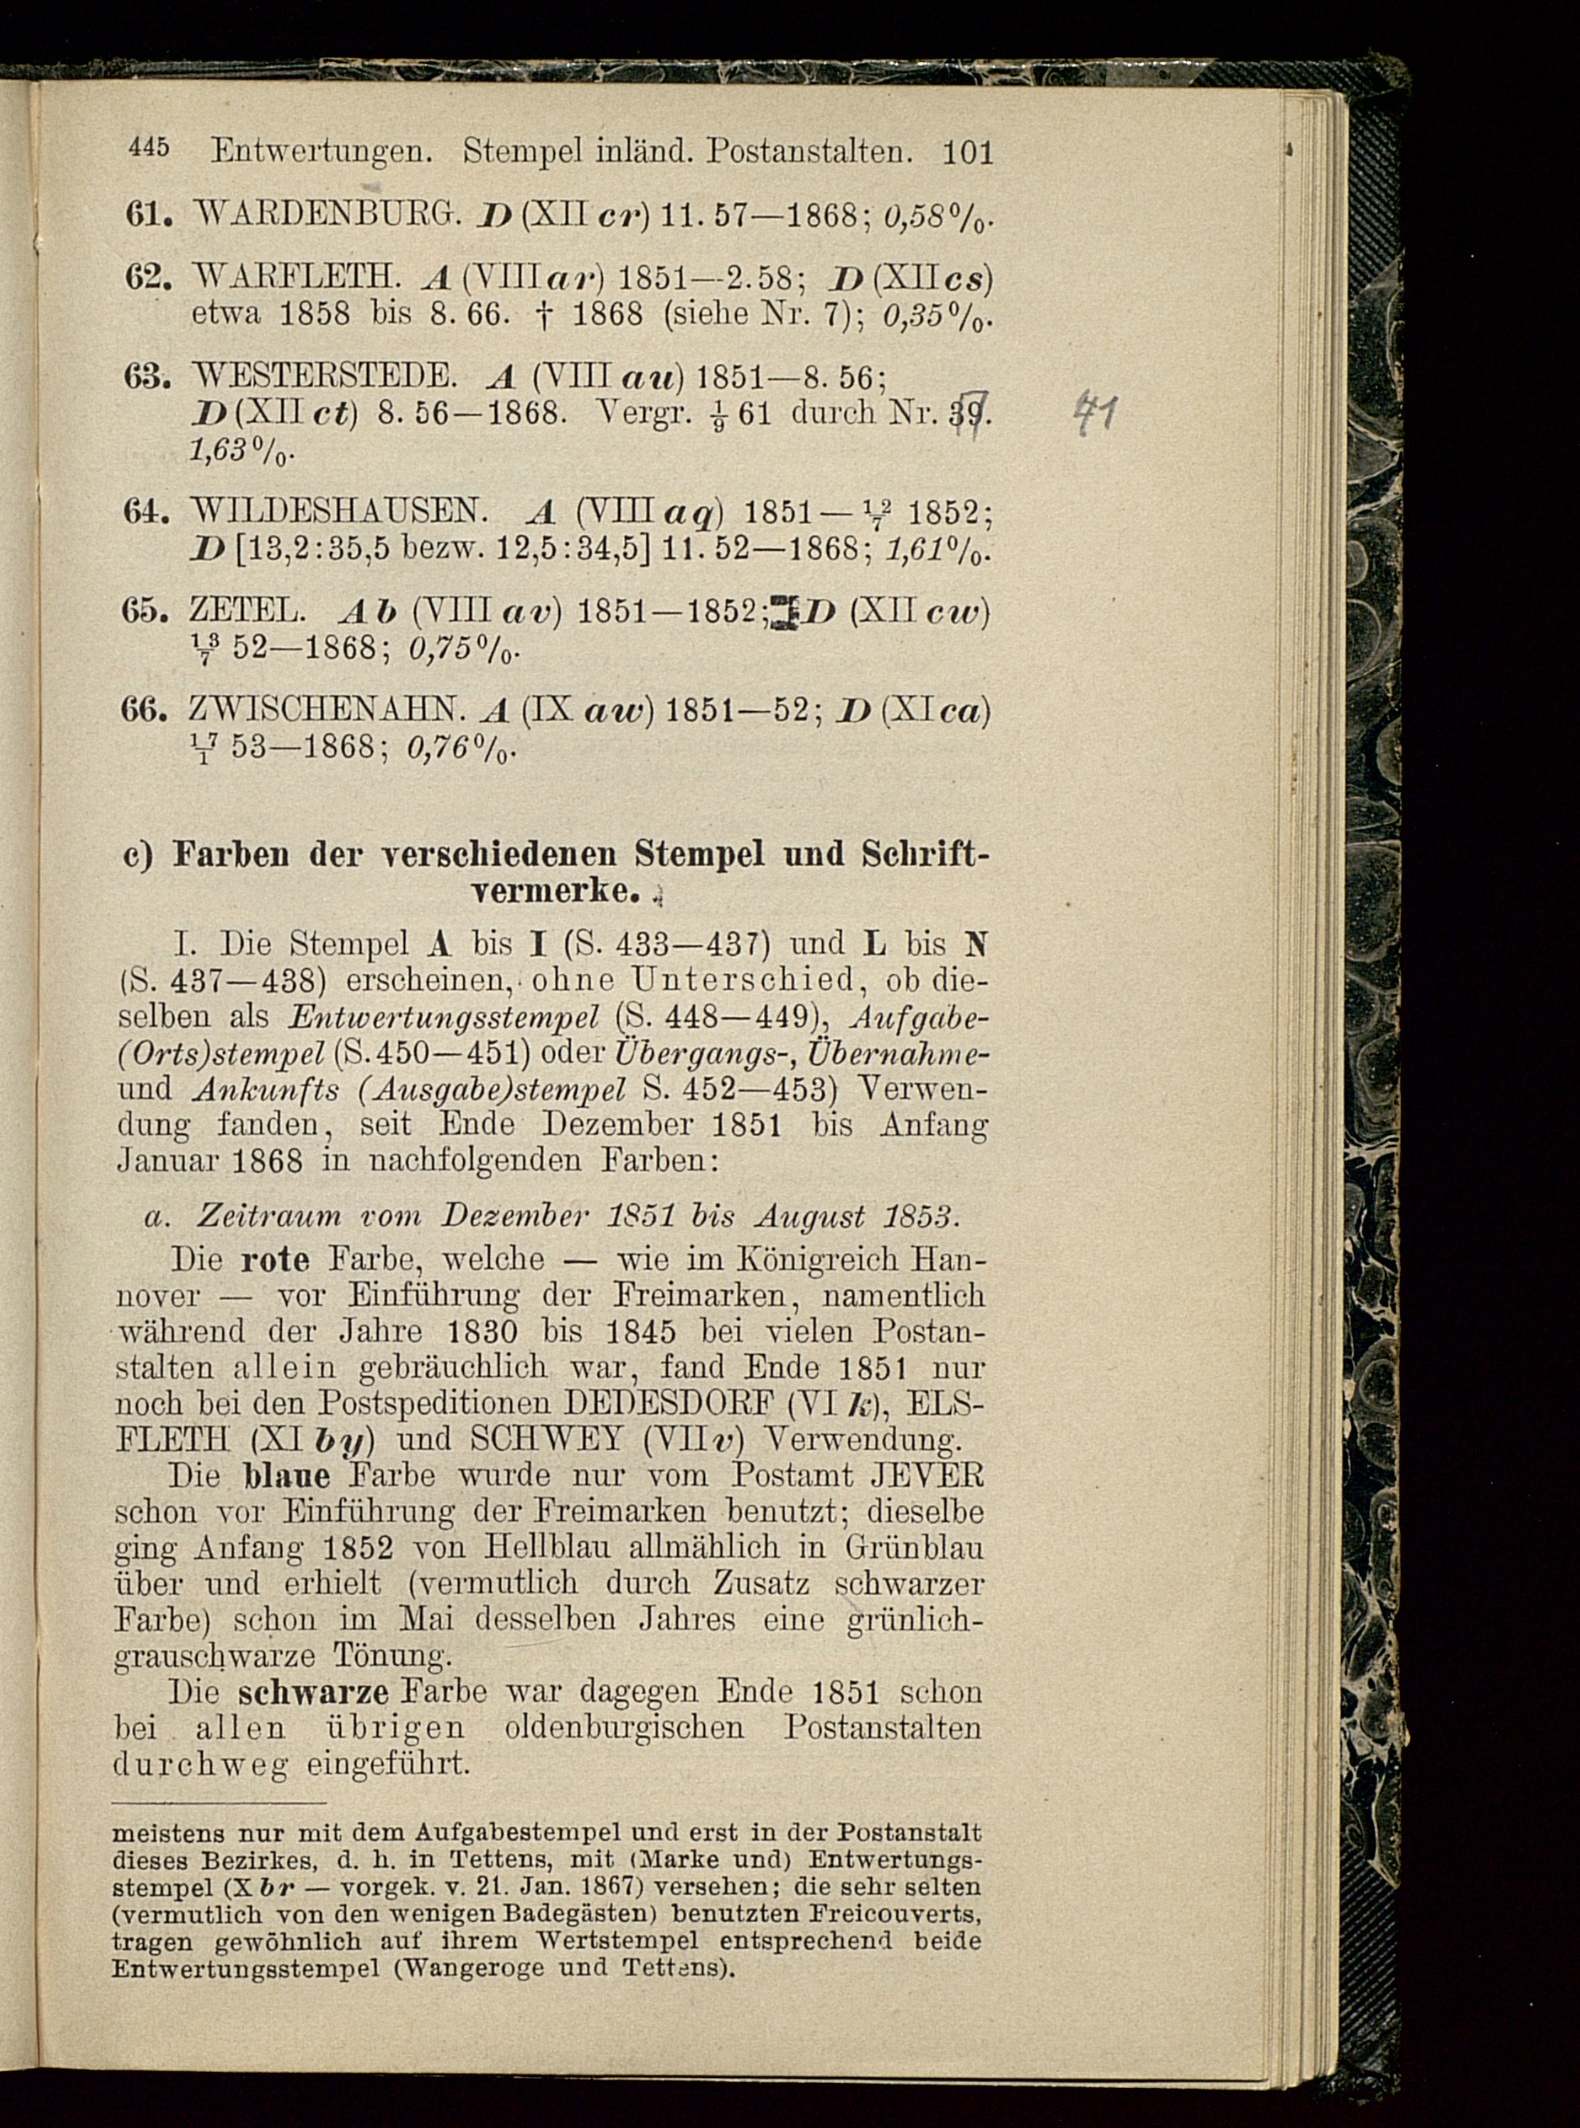 445 Entwertungen. Stempel inländ. Postanstalten. 101
61. WARDENBURG. D (XII cr) 11. 57—1868; 0,58%.
62. WARFLETH. A (VIII ar) 1851—2.58; D (XII cs)
etwa 1858 bis 8. 66. † 1868 (siehe Nr. 7); 0,35%.
63. WESTERSTEDE. A (VIII au) 1851—8. 56;
D (XII ct) 8. 56—1868. Vergr. 1/9 61 durch Nr. 39. 41
1,63%.
64. WILDESHAUSEN. A (VIII aq) 1851—12/7 1852;
D [13,2:35,5 bezw. 12,5:34,5] 11. 52—1868; 1,61%.
65. ZETEL. A b (VIII av) 1851—1852; D (XII cw)
13/7 52—1868; 0,75%.
66. ZWISCHENAHN. A (IX aw) 1851—52; D (XI ca)
17/1 53—1868; 0,76%.
c) Farben der verschiedenen Stempel und Schrift-
vermerke.
I. Die Stempel A bis I (S. 433—437) und L bis N
(S. 437—438) erscheinen, ohne Unterschied, ob die-
selben als Entwertungsstempel (S. 448—449), Aufgabe-
(Orts)stempel (S. 450—451) oder Übergangs-, Übernahme-
und Ankunfts (Ausgabe)stempel S. 452—453) Verwen-
dung fanden, seit Ende Dezember 1851 bis Anfang
Januar 1868 in nachfolgenden Farben:
a. Zeitraum vom Dezember 1851 bis August 1853.
Die rote Farbe, welche — wie im Königreich Han-
nover — vor Einführung der Freimarken, namentlich
während der Jahre 1830 bis 1845 bei vielen Postan-
stalten allein gebräuchlich war, fand Ende 1851 nur
noch bei den Postspeditionen DEDESDORF (VI k), ELS-
FLETH (XI by) und SCHWEY (VII v) Verwendung.
Die blaue Farbe wurde nur vom Postamt JEVER
schon vor Einführung der Freimarken benutzt; dieselbe
ging Anfang 1852 von Hellblau allmählich in Grünblau
über und erhielt (vermutlich durch Zusatz schwarzer
Farbe) schon im Mai desselben Jahres eine grünlich-
grauschwarze Tönung.
Die schwarze Farbe war dagegen Ende 1851 schon
bei allen übrigen oldenburgischen Postanstalten
durchweg eingeführt.
meistens nur mit dem Aufgabestempel und erst in der Postanstalt
dieses Bezirkes, d. h. in Tettens, mit (Marke und) Entwertungs-
stempel (X br — vorgek. v. 21. Jan. 1867) versehen; die sehr selten
(vermutlich von den wenigen Badegästen) benutzten Freicouverts,
tragen gewöhnlich auf ihrem Wertstempel entsprechend beide
Entwertungsstempel (Wangeroge und Tettens).